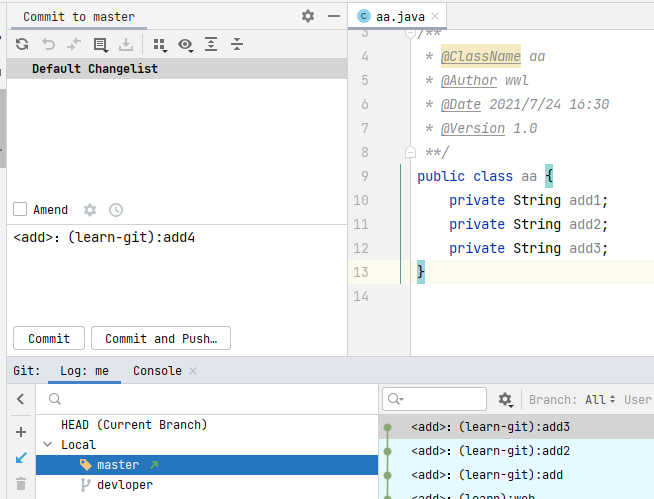 Commit to master
Default Changelist
Amend
<add>: (learn-git):add4
Commit
Commit and Push…
aa.java
3 /**
4 * @ClassName aa
5 * @Author wwl
6 * @Date 2021/7/24 16:30
7 * @Version 1.0
8 **/
9 public class aa {
10 private String add1;
11 private String add2;
12 private String add3;
13 }
14
Git: Log: me Console
HEAD (Current Branch)
Local
master
devloper
Branch: All User
<add>: (learn-git):add3
<add>: (learn-git):add2
<add>: (learn-git):add
<add>: (learn):web